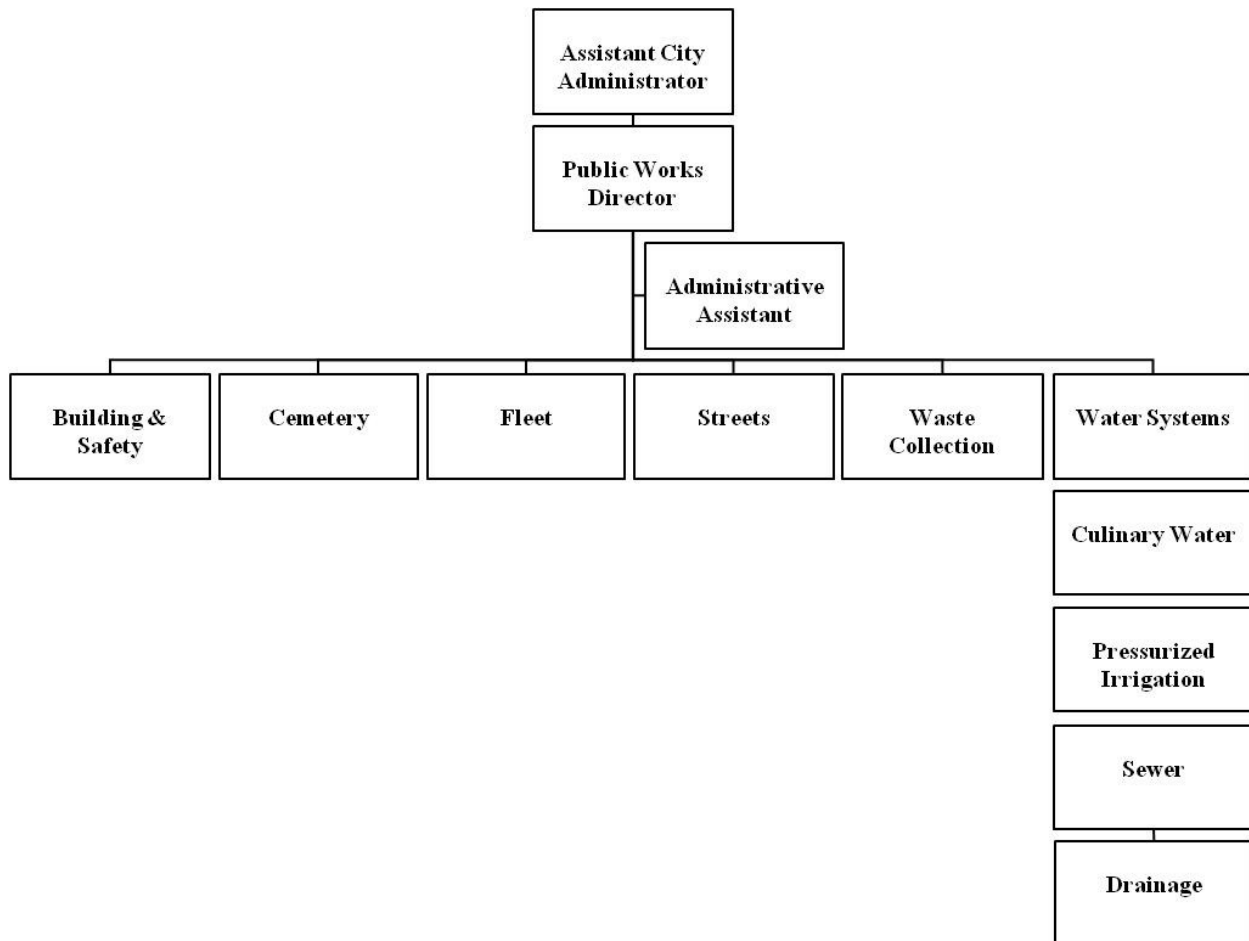 Assistant City
Administrator
Public Works
Director
Administrative
Assistant
Building &
Safety
Cemetery
Fleet
Streets
Waste
Collection
Water Systems
Culinary Water
Pressurized
Irrigation
Sewer
Drainage